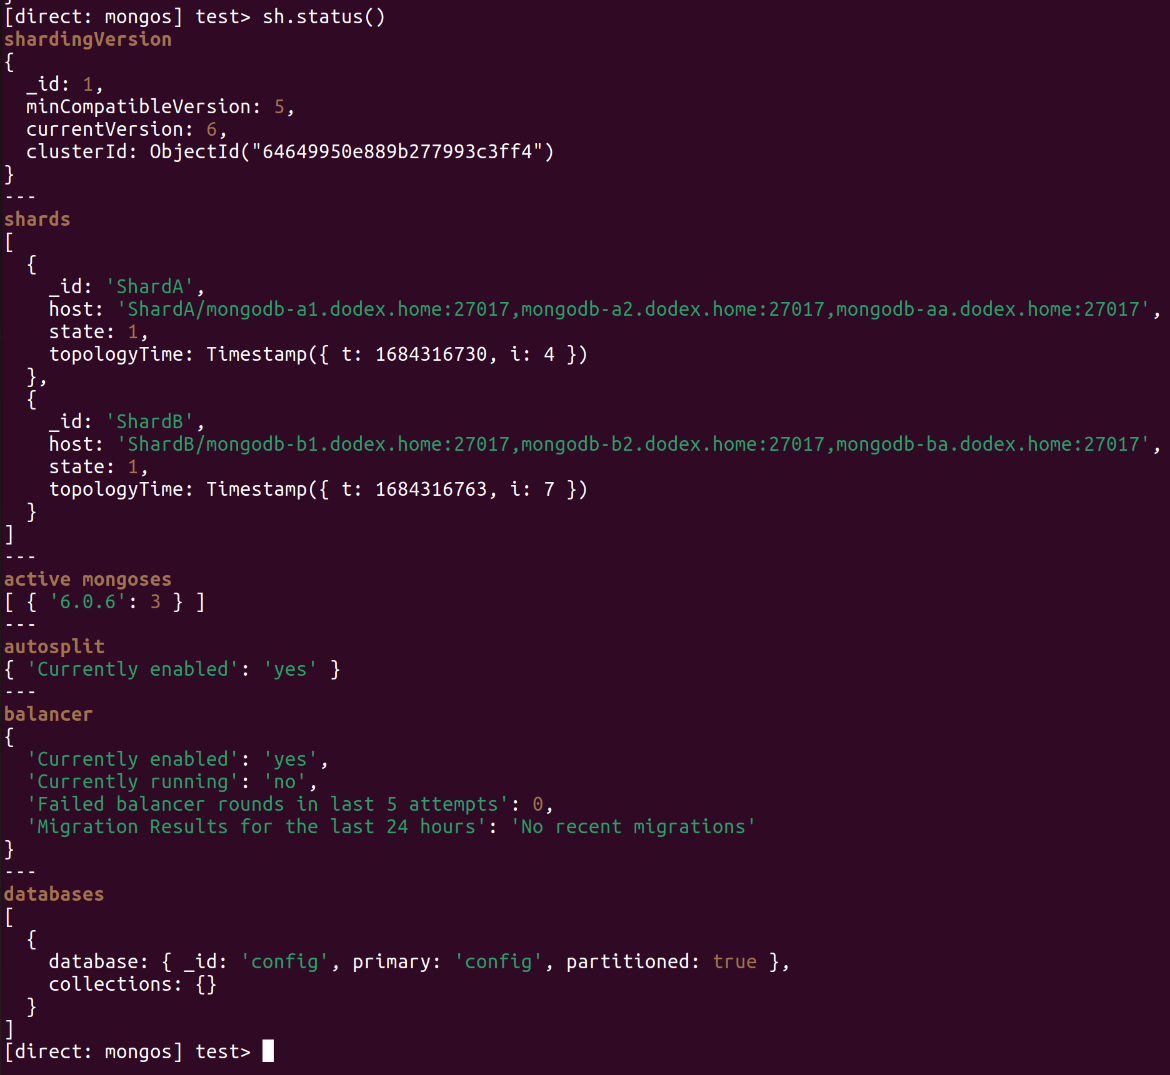 [direct: mongos] test> sh.status()
shardingVersion
{
  _id: 1,
  minCompatibleVersion: 5,
  currentVersion: 6,
  clusterId: ObjectId("64649950e889b277993c3ff4")
}
---
shards
[
  {
    _id: 'ShardA',
    host: 'ShardA/mongodb-a1.dodex.home:27017,mongodb-a2.dodex.home:27017,mongodb-aa.dodex.home:27017',
    state: 1,
    topologyTime: Timestamp({ t: 1684316730, i: 4 })
  },
  {
    _id: 'ShardB',
    host: 'ShardB/mongodb-b1.dodex.home:27017,mongodb-b2.dodex.home:27017,mongodb-ba.dodex.home:27017',
    state: 1,
    topologyTime: Timestamp({ t: 1684316763, i: 7 })
  }
]
---
active mongoses
[ { '6.0.6': 3 } ]
---
autosplit
{ 'Currently enabled': 'yes' }
---
balancer
{
  'Currently enabled': 'yes',
  'Currently running': 'no',
  'Failed balancer rounds in last 5 attempts': 0,
  'Migration Results for the last 24 hours': 'No recent migrations'
}
---
databases
[
  {
    database: { _id: 'config', primary: 'config', partitioned: true },
    collections: {}
  }
]
[direct: mongos] test>